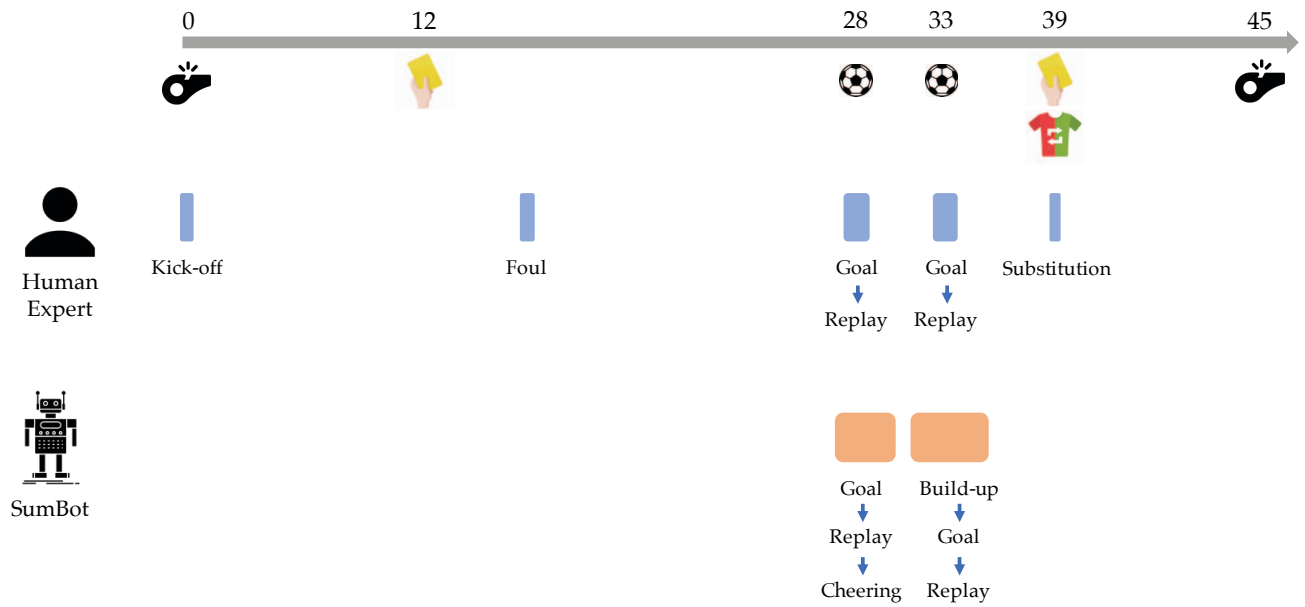 0 12 28 33 39 45
Human
Expert
Kick-off Foul Goal Goal Substitution
Replay Replay
SumBot
Goal Build-up
Replay Goal
Cheering Replay